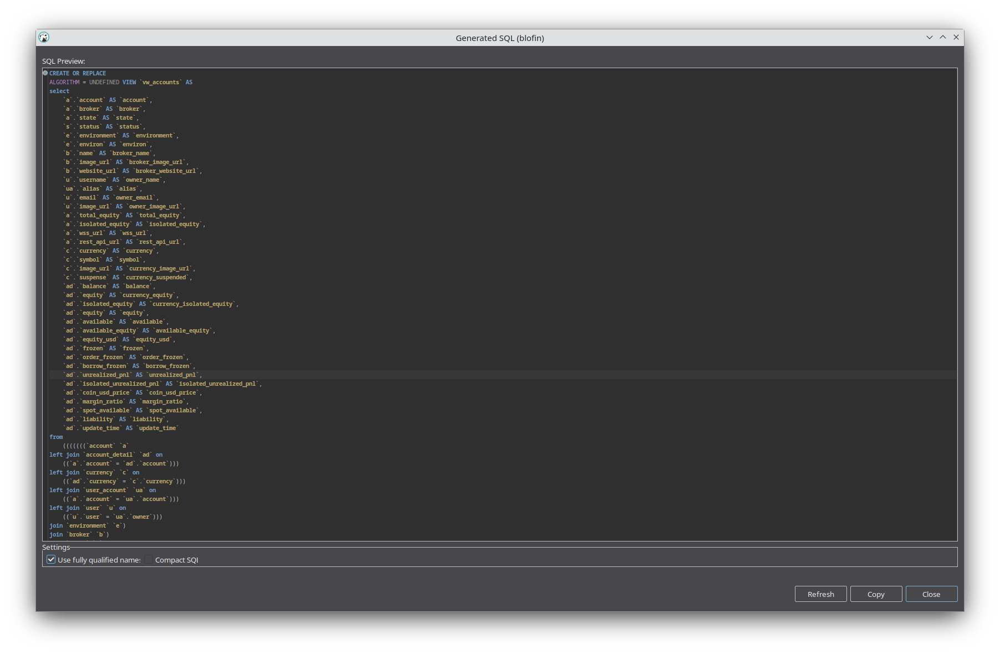 Generated SQL (blofin)
SQL Preview:
CREATE OR REPLACE
ALGORITHM = UNDEFINED VIEW `vw_accounts` AS
select
`a`.`account` AS `account`,
`a`.`broker` AS `broker`,
`a`.`state` AS `state`,
`s`.`status` AS `status`,
`e`.`environment` AS `environment`,
`e`.`environ` AS `environ`,
`b`.`name` AS `broker_name`,
`b`.`image_url` AS `broker_image_url`,
`b`.`website_url` AS `broker_website_url`,
`u`.`username` AS `owner_name`,
`ua`.`alias` AS `alias`,
`u`.`email` AS `owner_email`,
`u`.`image_url` AS `owner_image_url`,
`a`.`total_equity` AS `total_equity`,
`a`.`isolated_equity` AS `isolated_equity`,
`a`.`wss_url` AS `wss_url`,
`a`.`rest_api_url` AS `rest_api_url`,
`c`.`currency` AS `currency`,
`c`.`symbol` AS `symbol`,
`c`.`image_url` AS `currency_image_url`,
`c`.`suspense` AS `currency_suspended`,
`ad`.`balance` AS `balance`,
`ad`.`equity` AS `currency_equity`,
`ad`.`isolated_equity` AS `currency_isolated_equity`,
`ad`.`equity` AS `equity`,
`ad`.`available` AS `available`,
`ad`.`available_equity` AS `available_equity`,
`ad`.`equity_usd` AS `equity_usd`,
`ad`.`frozen` AS `frozen`,
`ad`.`order_frozen` AS `order_frozen`,
`ad`.`borrow_frozen` AS `borrow_frozen`,
`ad`.`unrealized_pnl` AS `unrealized_pnl`,
`ad`.`isolated_unrealized_pnl` AS `isolated_unrealized_pnl`,
`ad`.`coin_usd_price` AS `coin_usd_price`,
`ad`.`margin_ratio` AS `margin_ratio`,
`ad`.`spot_available` AS `spot_available`,
`ad`.`liability` AS `liability`,
`ad`.`update_time` AS `update_time`
from
(((((((`account` `a`
left join `account_detail` `ad` on
((`a`.`account` = `ad`.`account`)))
left join `currency` `c` on
((`ad`.`currency` = `c`.`currency`)))
left join `user_account` `ua` on
((`a`.`account` = `ua`.`account`)))
left join `user` `u` on
((`u`.`user` = `ua`.`owner`)))
join `environment` `e`)
join `broker` `b`)
Settings
Use fully qualified name Compact SQL
Refresh Copy Close